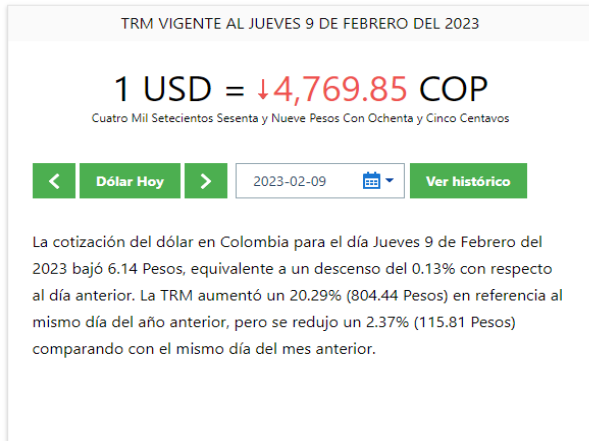 TRM VIGENTE AL JUEVES 9 DE FEBRERO DEL 2023
1 USD = ↓4,769.85 COP
Cuatro Mil Setecientos Sesenta y Nueve Pesos Con Ochenta y Cinco Centavos
Dólar Hoy
2023-02-09
Ver histórico
La cotización del dólar en Colombia para el día Jueves 9 de Febrero del
2023 bajó 6.14 Pesos, equivalente a un descenso del 0.13% con respecto
al día anterior. La TRM aumentó un 20.29% (804.44 Pesos) en referencia al
mismo día del año anterior, pero se redujo un 2.37% (115.81 Pesos)
comparando con el mismo día del mes anterior.